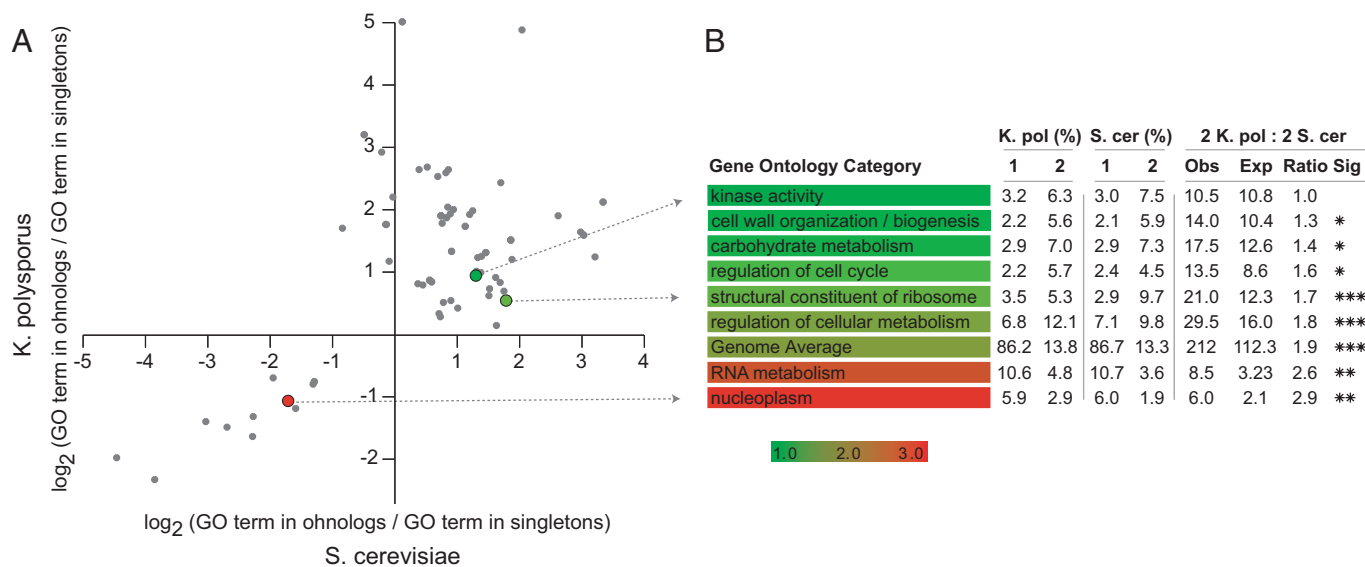 A
K. polysporus
log2 (GO term in ohnologs / GO term in singletons)
5
4
3
2
1
-5 -4 -3 -2 -1 1 2 3 4
-1
-2
log2 (GO term in ohnologs / GO term in singletons)
S. cerevisiae
B
K. pol (%) S. cer (%) 2 K. pol : 2 S. cer
Gene Ontology Category 1 2 1 2 Obs Exp Ratio Sig
kinase activity 3.2 6.3 3.0 7.5 10.5 10.8 1.0
cell wall organization / biogenesis 2.2 5.6 2.1 5.9 14.0 10.4 1.3 *
carbohydrate metabolism 2.9 7.0 2.9 7.3 17.5 12.6 1.4 *
regulation of cell cycle 2.2 5.7 2.4 4.5 13.5 8.6 1.6 *
structural constituent of ribosome 3.5 5.3 2.9 9.7 21.0 12.3 1.7 ***
regulation of cellular metabolism 6.8 12.1 7.1 9.8 29.5 16.0 1.8 ***
Genome Average 86.2 13.8 86.7 13.3 212 112.3 1.9 ***
RNA metabolism 10.6 4.8 10.7 3.6 8.5 3.23 2.6 **
nucleoplasm 5.9 2.9 6.0 1.9 6.0 2.1 2.9 **
1.0 2.0 3.0